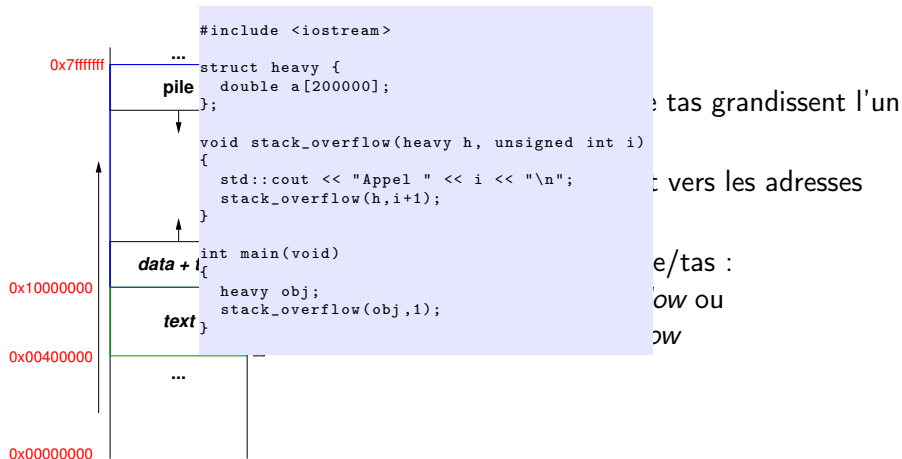 #include <iostream>
struct heavy {
double a[200000];
};
void stack_overflow(heavy h, unsigned int i)
{
std::cout << "Appel " << i << "\n";
stack_overflow(h,i+1);
}
int main(void)
{
heavy obj;
stack_overflow(obj,1);
}
...
0x7fffffff
pile
data + t
0x10000000
text
0x00400000
...
0x00000000
e tas grandissent l'un
t vers les adresses
e/tas :
ow ou
ow